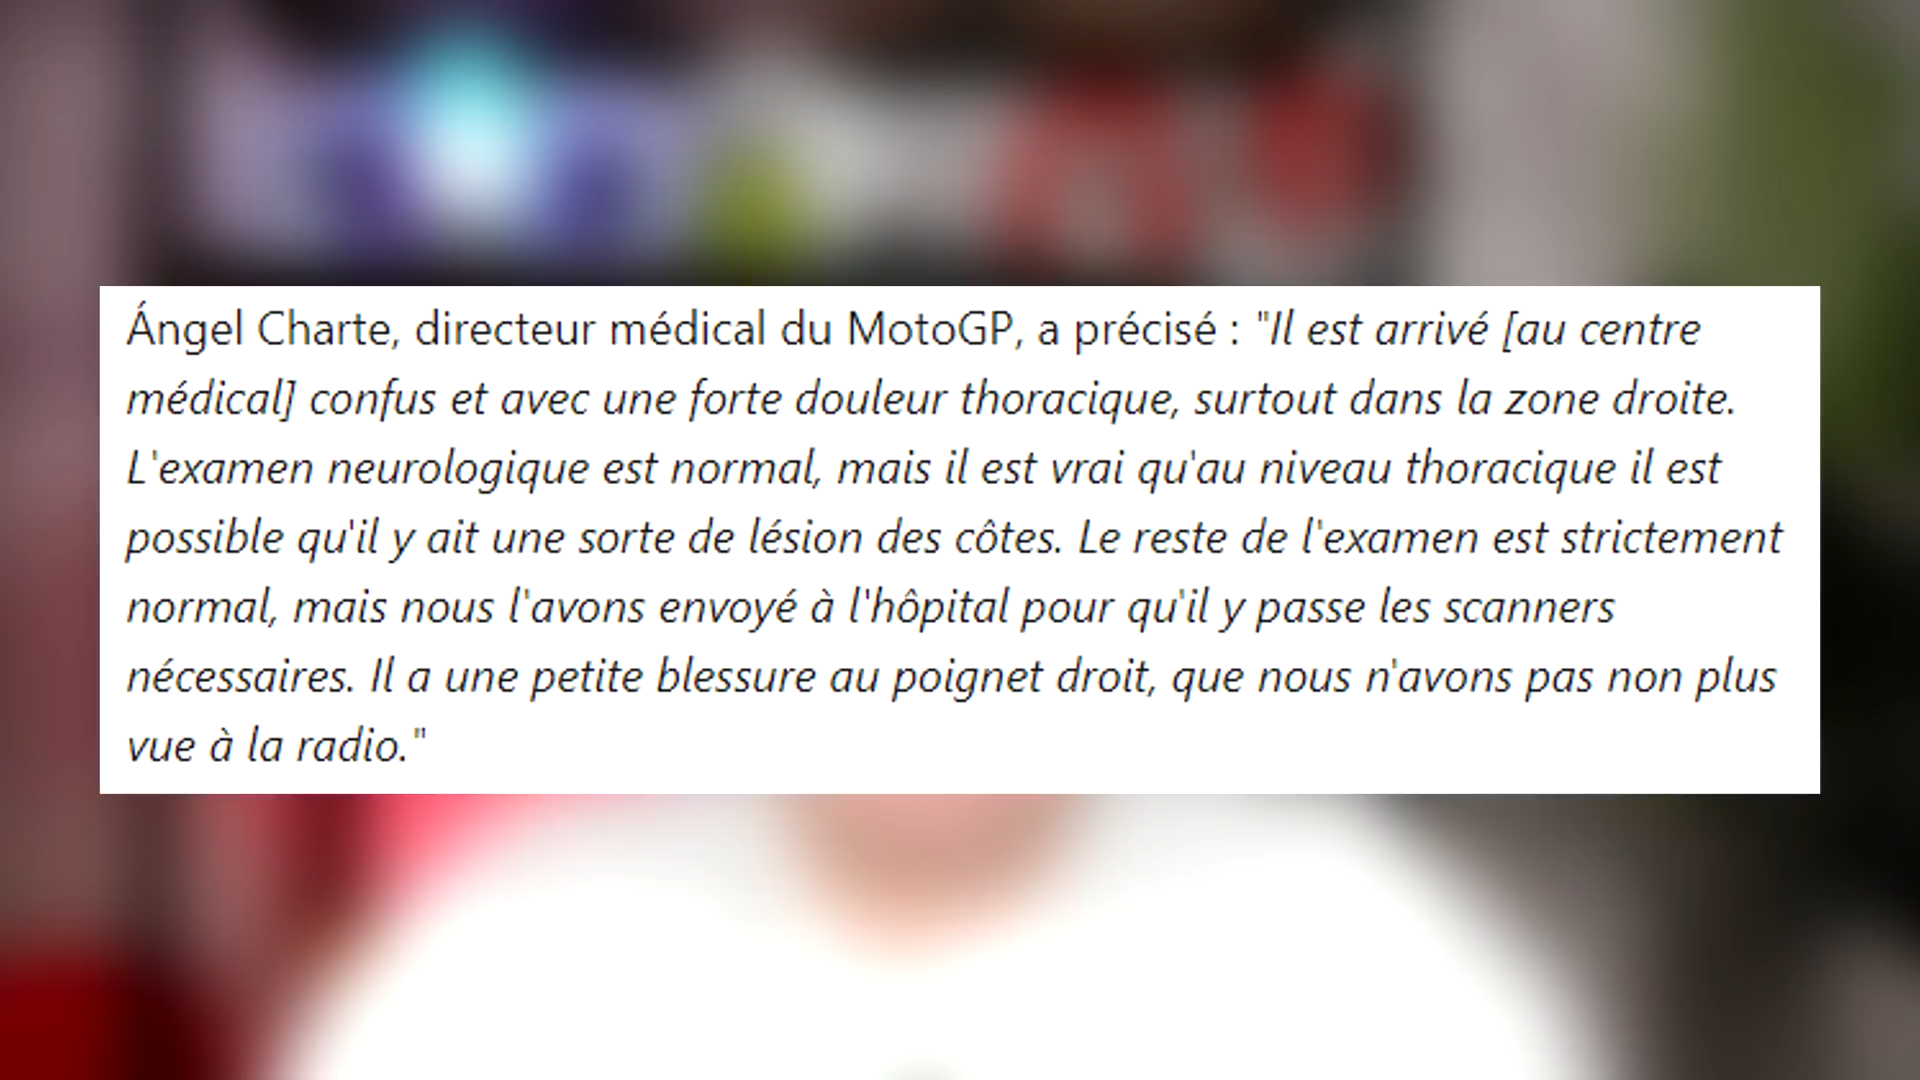 Ángel Charte, directeur médical du MotoGP, a précisé : "Il est arrivé [au centre
médical] confus et avec une forte douleur thoracique, surtout dans la zone droite.
L'examen neurologique est normal, mais il est vrai qu'au niveau thoracique il est
possible qu'il y ait une sorte de lésion des côtes. Le reste de l'examen est strictement
normal, mais nous l'avons envoyé à l'hôpital pour qu'il y passe les scanners
nécessaires. Il a une petite blessure au poignet droit, que nous n'avons pas non plus
vue à la radio."